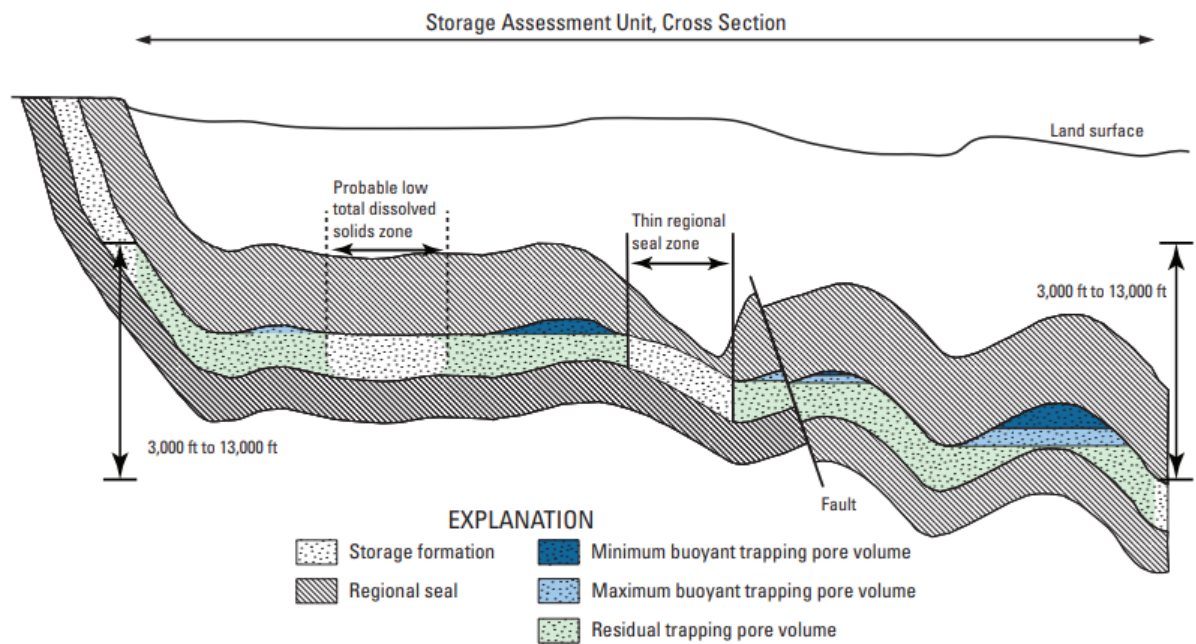 Storage Assessment Unit, Cross Section
Land surface
Probable low
total dissolved
solids zone
Thin regional
seal zone
3,000 ft to 13,000 ft
3,000 ft to 13,000 ft
Fault
EXPLANATION
Storage formation
Regional seal
Minimum buoyant trapping pore volume
Maximum buoyant trapping pore volume
Residual trapping pore volume